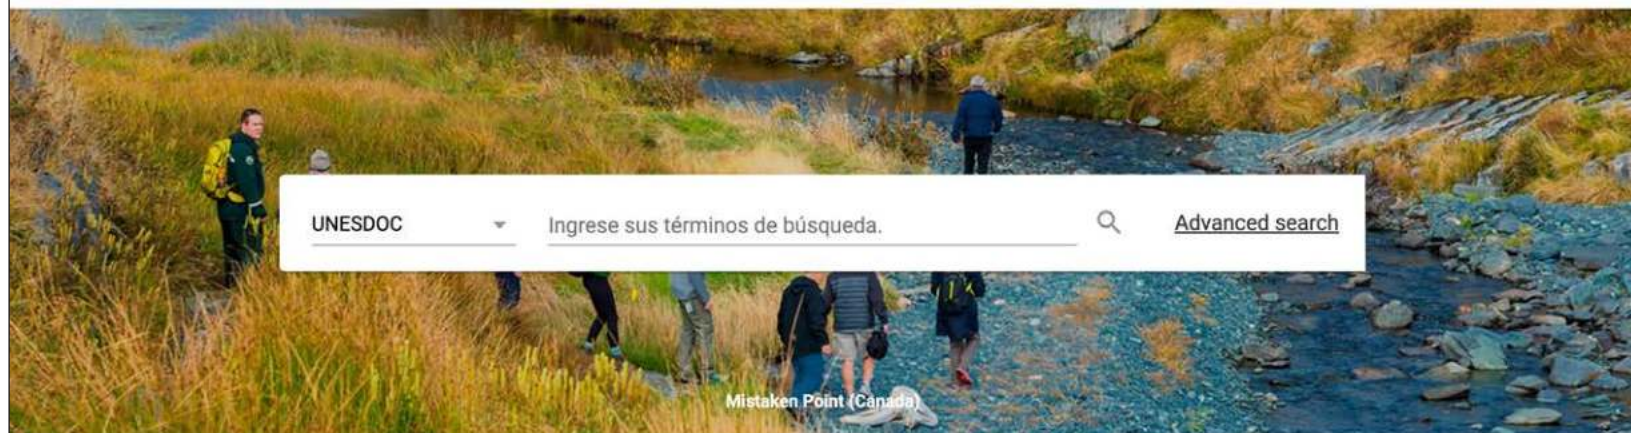 UNESDOC
Ingrese sus términos de búsqueda.
Advanced search
Mistaken Point (Canada)